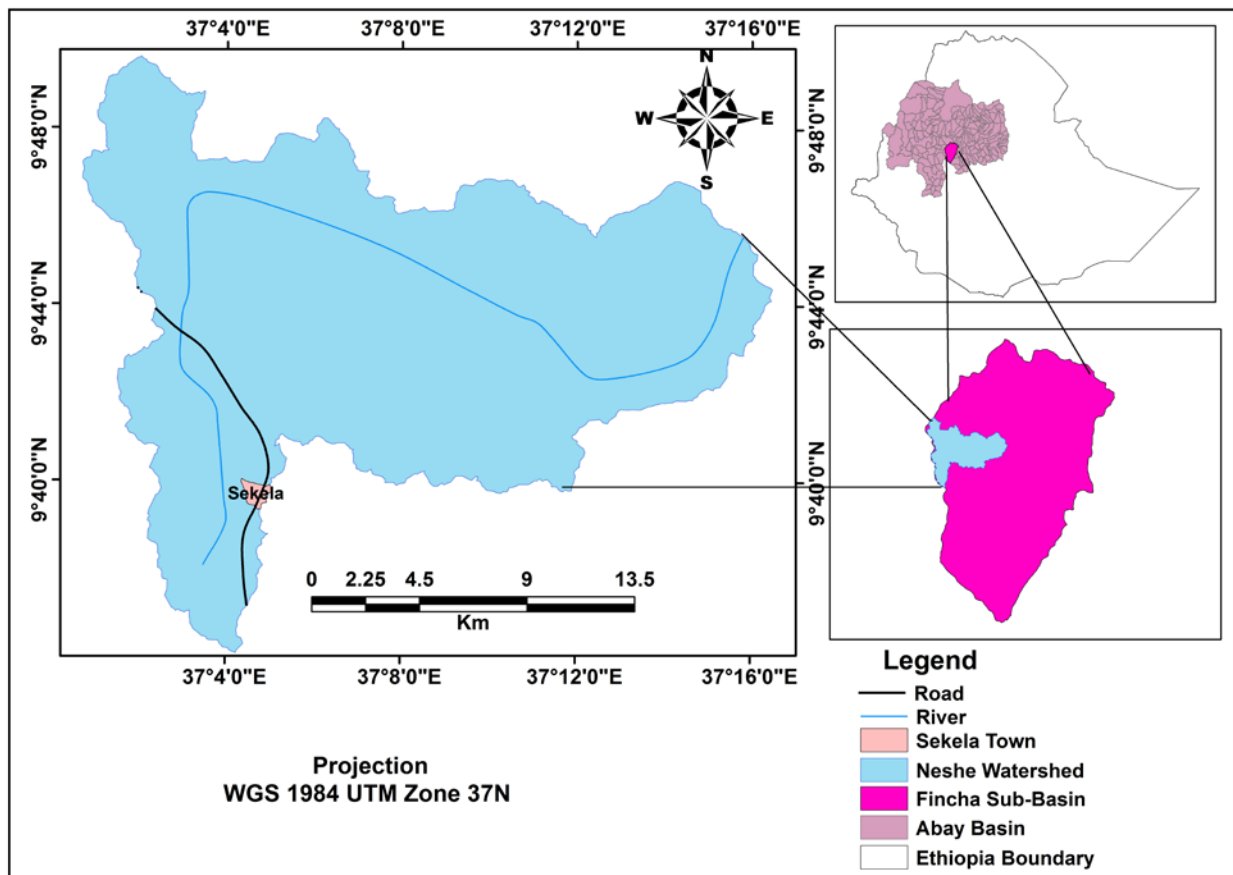 37°4'0"E 37°8'0"E 37°12'0"E 37°16'0"E
N
W E
S
9°48'0"N 9°48'0"N
9°44'0"N 9°44'0"N
9°40'0"N 9°40'0"N
Sekela
0 2.25 4.5 9 13.5
Km
37°4'0"E 37°8'0"E 37°12'0"E 37°16'0"E
Projection
WGS 1984 UTM Zone 37N
Legend
Road
River
Sekela Town
Neshe Watershed
Fincha Sub-Basin
Abay Basin
Ethiopia Boundary